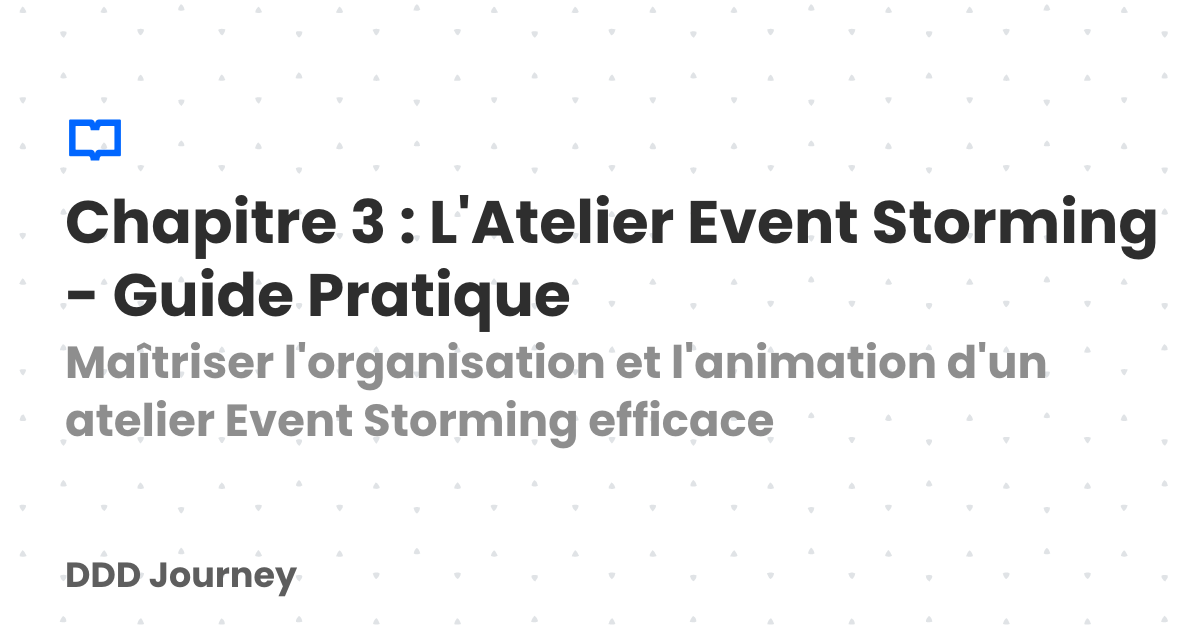 Chapitre 3 : L'Atelier Event Storming
- Guide Pratique
Maîtriser l'organisation et l'animation d'un
atelier Event Storming efficace
DDD Journey